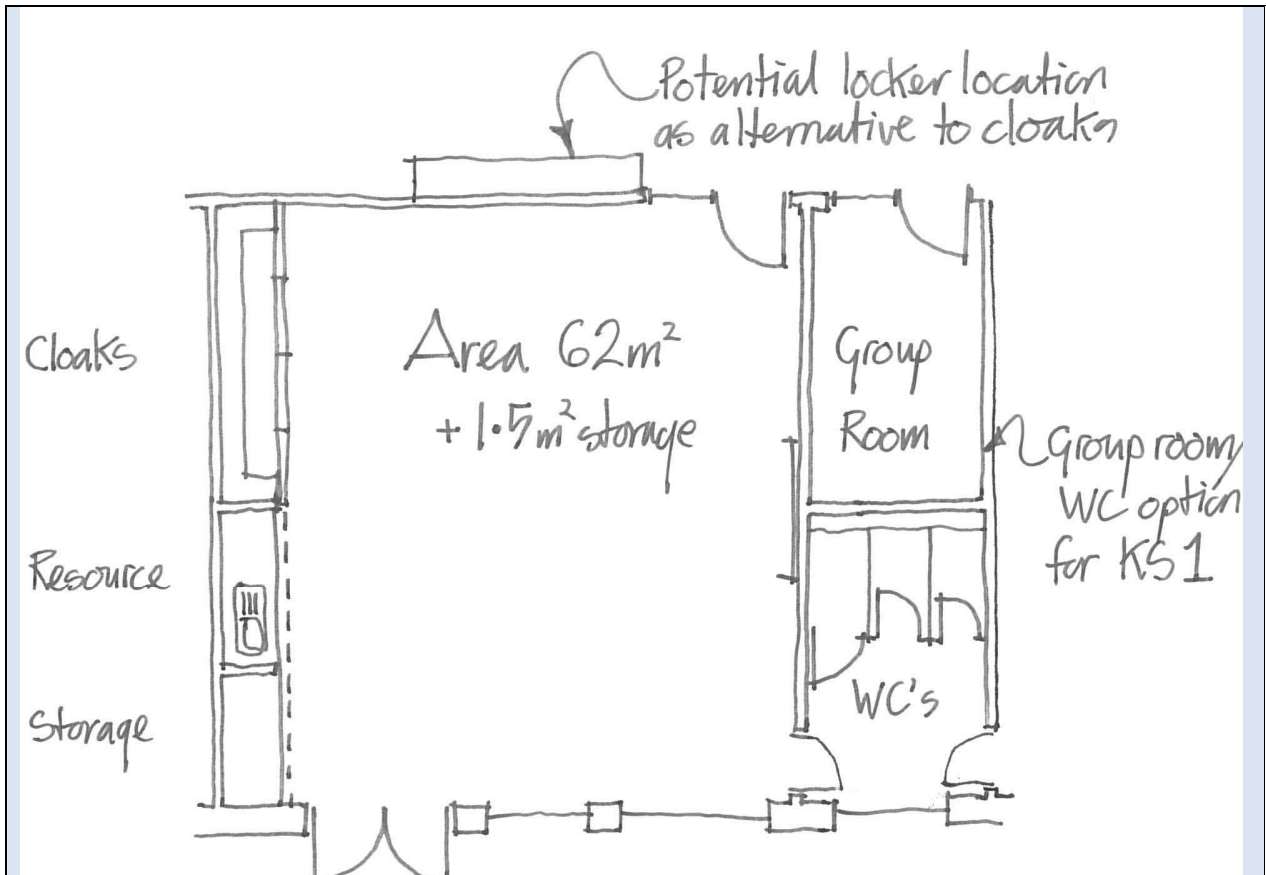 Potential locker location
as alternative to cloaks
Cloaks
Area 62m²
+ 1.5m² storage
Group
Room
Group room/
WC option
for KS1
Resource
WC's
Storage